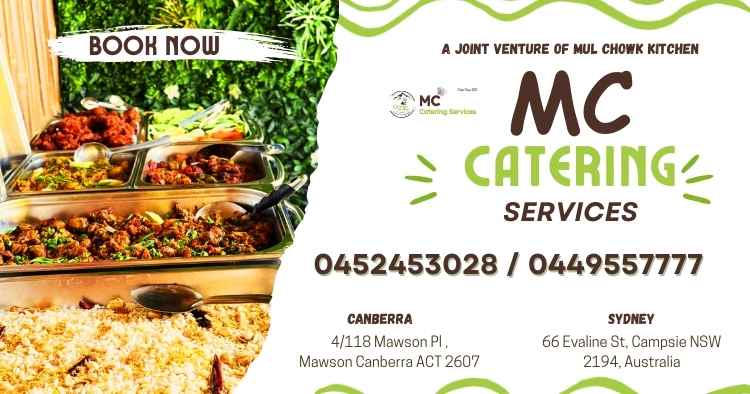 BOOK NOW
A JOINT VENTURE OF MUL CHOWK KITCHEN
MC
Catering Services
MC
CATERING
SERVICES
0452453028 / 0449557777
CANBERRA
4/118 Mawson Pl ,
Mawson Canberra ACT 2607
SYDNEY
66 Evaline St, Campsie NSW
2194, Australia